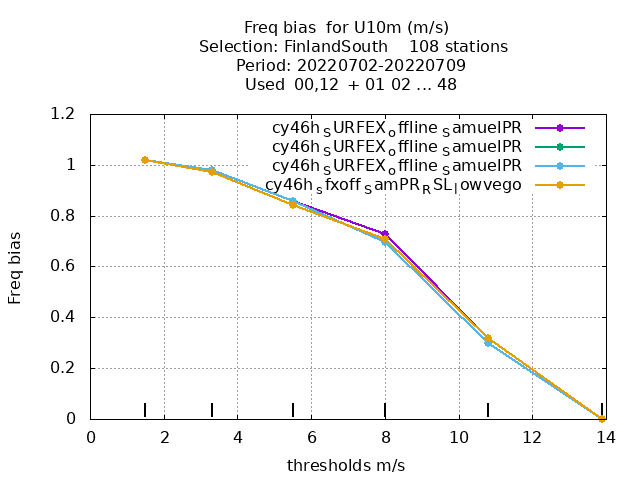 Freq bias  for U10m (m/s)
Selection: FinlandSouth    108 stations
Period: 20220702-20220709
Used  00,12  + 01 02 ... 48
cy46h_SURFEX_offline_SamuelPR
cy46h_SURFEX_offline_SamuelPR
cy46h_SURFEX_offline_SamuelPR
cy46h_sfxoff_SamPR_RSL_lowvego
1.2
1
0.8
0.6
0.4
0.2
0
Freq bias
0 2 4 6 8 10 12 14
thresholds m/s